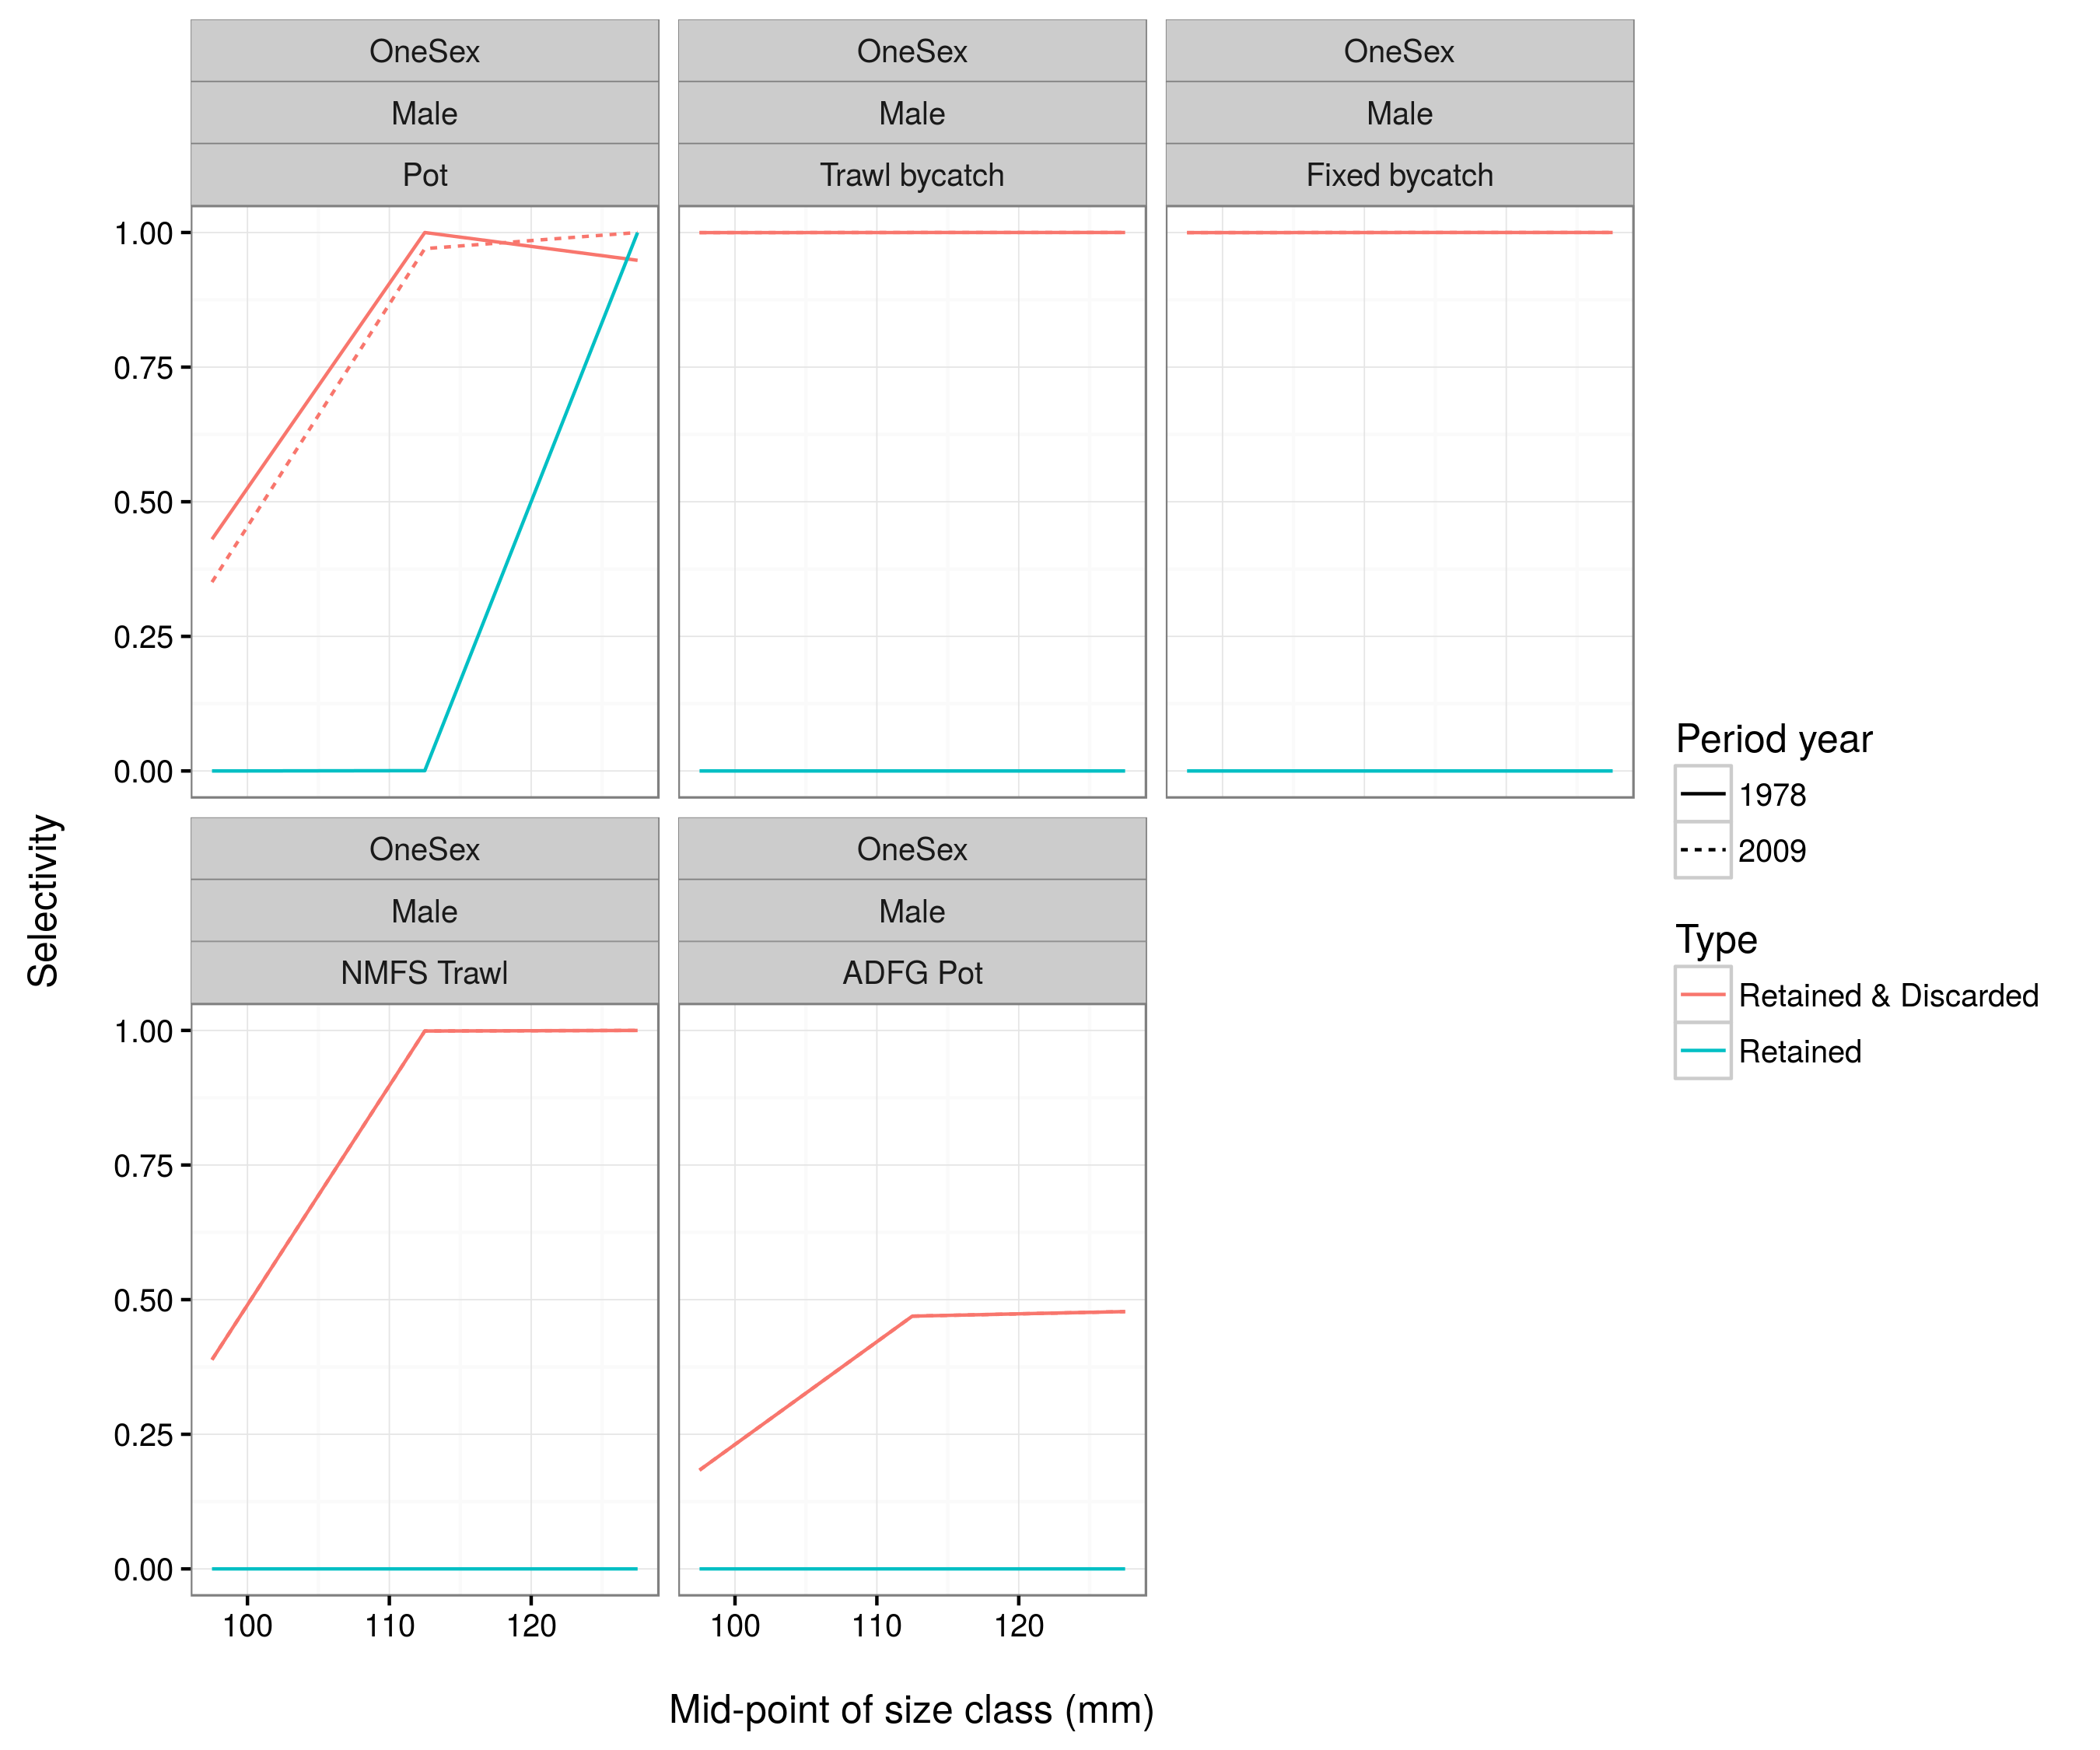 OneSex
Male
Pot
OneSex
Male
Trawl bycatch
OneSex
Male
Fixed bycatch
1.00
0.75
0.50
0.25
0.00
OneSex
Male
NMFS Trawl
OneSex
Male
ADFG Pot
1.00
0.75
0.50
0.25
0.00
100 110 120
100 110 120
Selectivity
Mid-point of size class (mm)
Period year
1978
2009
Type
Retained & Discarded
Retained